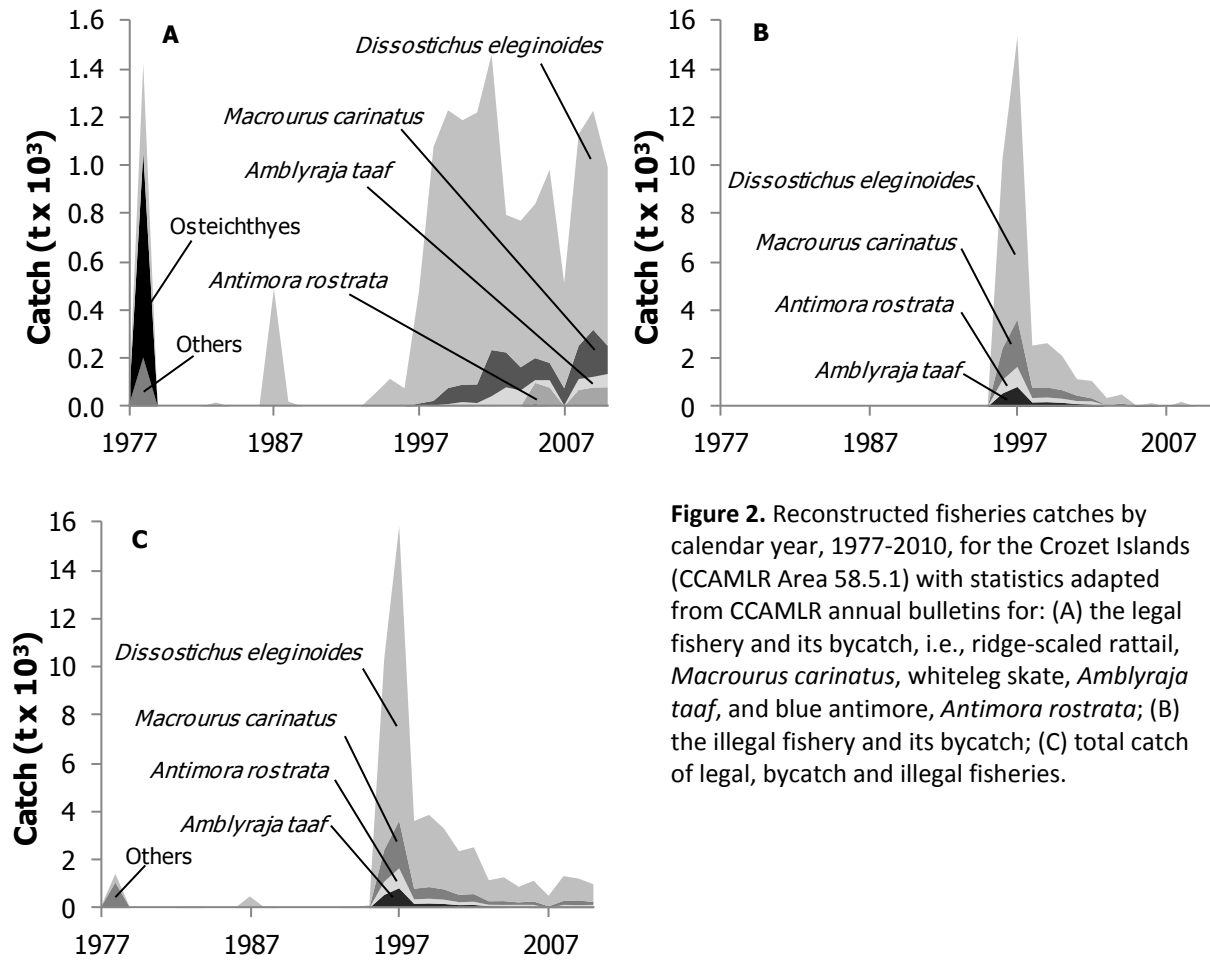 A
Catch (t x 10³)
1.6
1.4
1.2
1.0
0.8
0.6
0.4
0.2
0.0
1977
1987
1997
2007
Dissostichus eleginoides
Macrourus carinatus
Amblyraja taaf
Osteichthyes
Antimora rostrata
Others
B
Catch (t x 10³)
16
14
12
10
8
6
4
2
0
1977
1987
1997
2007
Dissostichus eleginoides
Macrourus carinatus
Antimora rostrata
Amblyraja taaf
C
Catch (t x 10³)
16
14
12
10
8
6
4
2
0
1977
1987
1997
2007
Dissostichus eleginoides
Macrourus carinatus
Antimora rostrata
Amblyraja taaf
Others
Figure 2. Reconstructed fisheries catches by
calendar year, 1977-2010, for the Crozet Islands
(CCAMLR Area 58.5.1) with statistics adapted
from CCAMLR annual bulletins for: (A) the legal
fishery and its bycatch, i.e., ridge-scaled rattail,
Macrourus carinatus, whiteleg skate, Amblyraja
taaf, and blue antimore, Antimora rostrata; (B)
the illegal fishery and its bycatch; (C) total catch
of legal, bycatch and illegal fisheries.